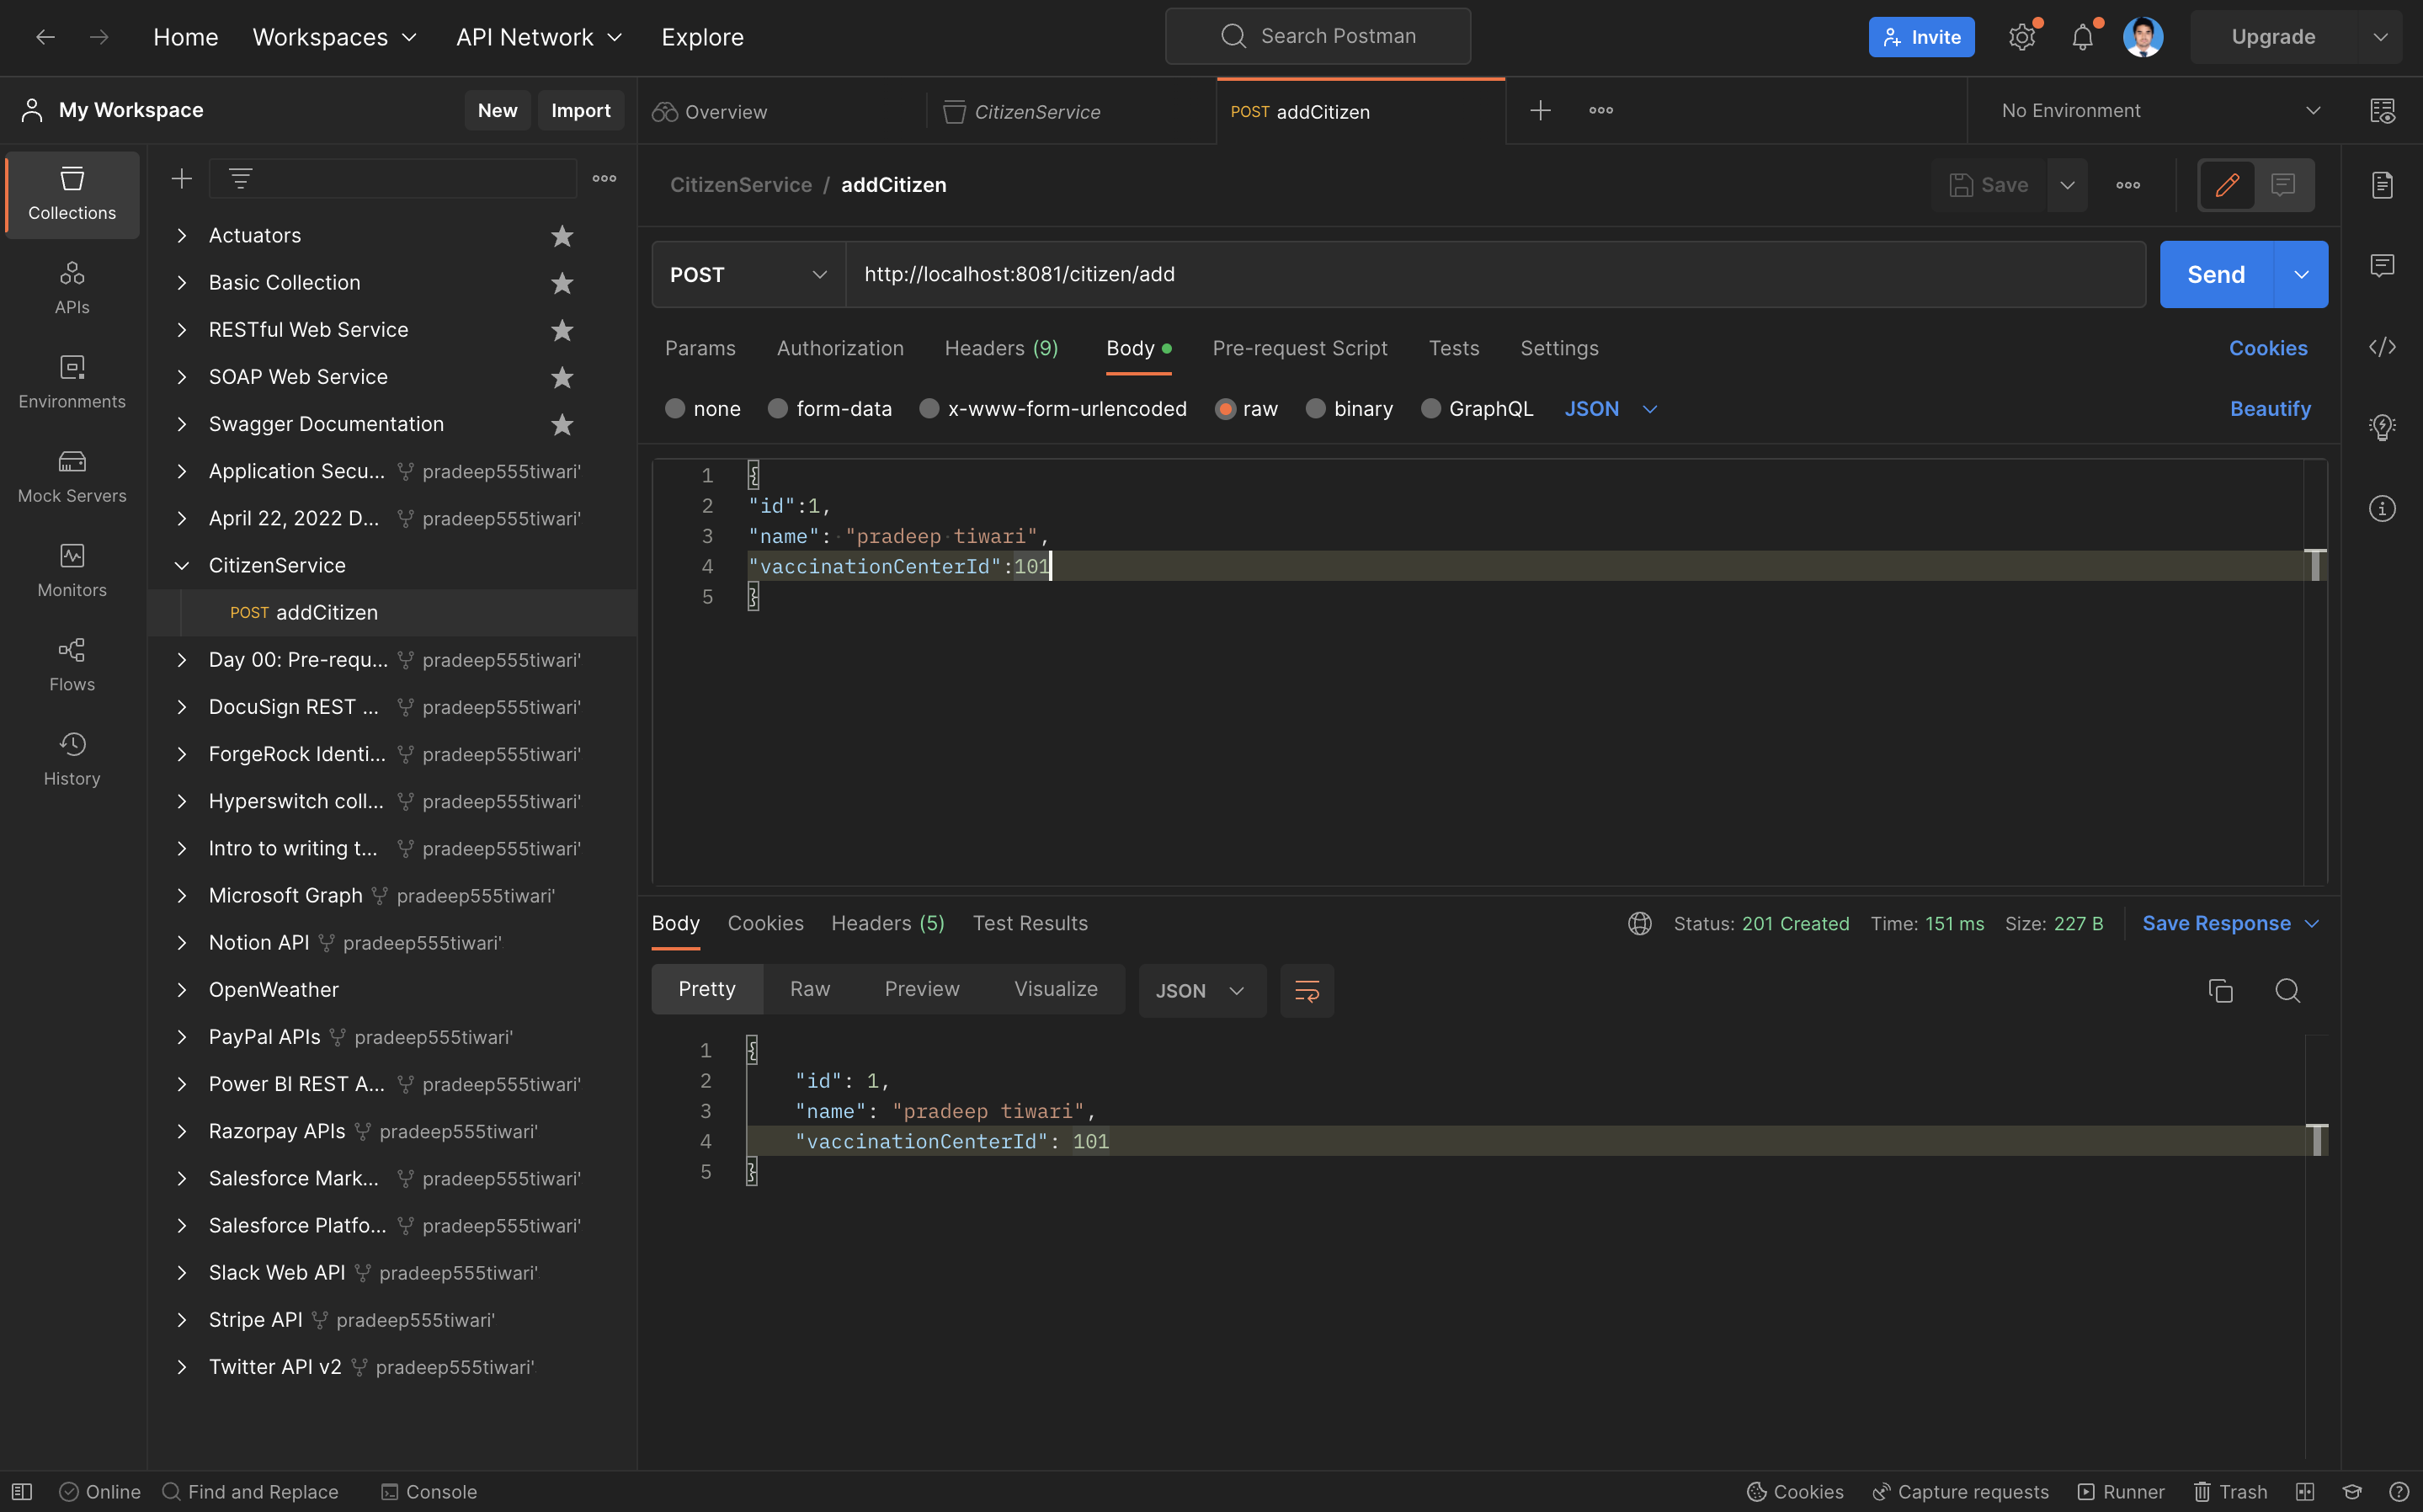 Home Workspaces API Network Explore Search Postman Invite Upgrade
My Workspace New Import Overview CitizenService POST addCitizen No Environment
Collections
APIs
Environments
Mock Servers
Monitors
Flows
History
Actuators
Basic Collection
RESTful Web Service
SOAP Web Service
Swagger Documentation
Application Secu... pradeep555tiwari'
April 22, 2022 D... pradeep555tiwari'
CitizenService
POST addCitizen
Day 00: Pre-requ... pradeep555tiwari'
DocuSign REST ... pradeep555tiwari'
ForgeRock Identi... pradeep555tiwari'
Hyperswitch coll... pradeep555tiwari'
Intro to writing t... pradeep555tiwari'
Microsoft Graph pradeep555tiwari'
Notion API pradeep555tiwari'
OpenWeather
PayPal APIs pradeep555tiwari'
Power BI REST A... pradeep555tiwari'
Razorpay APIs pradeep555tiwari'
Salesforce Mark... pradeep555tiwari'
Salesforce Platfo... pradeep555tiwari'
Slack Web API pradeep555tiwari'
Stripe API pradeep555tiwari'
Twitter API v2 pradeep555tiwari'
CitizenService / addCitizen Save
POST http://localhost:8081/citizen/add Send
Params Authorization Headers (9) Body Pre-request Script Tests Settings Cookies
none form-data x-www-form-urlencoded raw binary GraphQL JSON Beautify
1 {
2 "id":1,
3 "name": "pradeep tiwari",
4 "vaccinationCenterId":101
5 }
Body Cookies Headers (5) Test Results Status: 201 Created Time: 151 ms Size: 227 B Save Response
Pretty Raw Preview Visualize JSON
1 {
2 "id": 1,
3 "name": "pradeep tiwari",
4 "vaccinationCenterId": 101
5 }
Online Find and Replace Console Cookies Capture requests Runner Trash